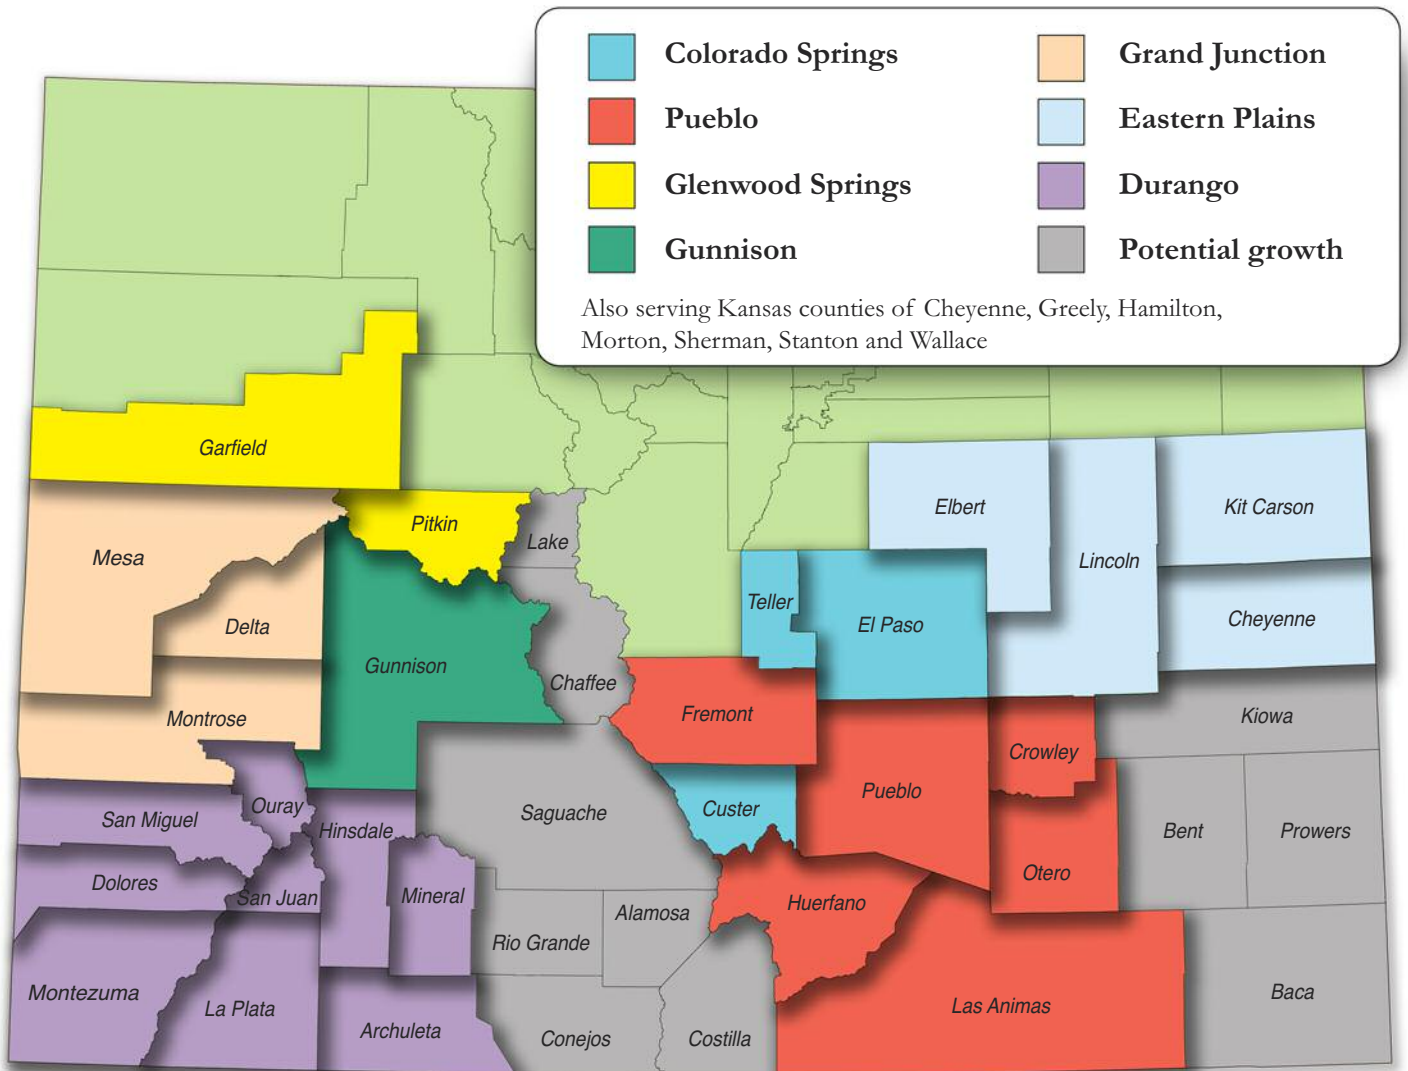 Colorado Springs
Grand Junction
Pueblo
Eastern Plains
Glenwood Springs
Durango
Gunnison
Potential growth
Also serving Kansas counties of Cheyenne, Greely, Hamilton,
Morton, Sherman, Stanton and Wallace
Garfield
Pitkin
Lake
Elbert
Kit Carson
Mesa
Lincoln
Teller
El Paso
Cheyenne
Delta
Gunnison
Chaffee
Montrose
Fremont
Kiowa
Crowley
Pueblo
Custer
Ouray
San Miguel
Hinsdale
Saguache
Bent
Prowers
Dolores
San Juan
Mineral
Otero
Huerfano
Alamosa
Rio Grande
Montezuma
La Plata
Archuleta
Conejos
Costilla
Las Animas
Baca